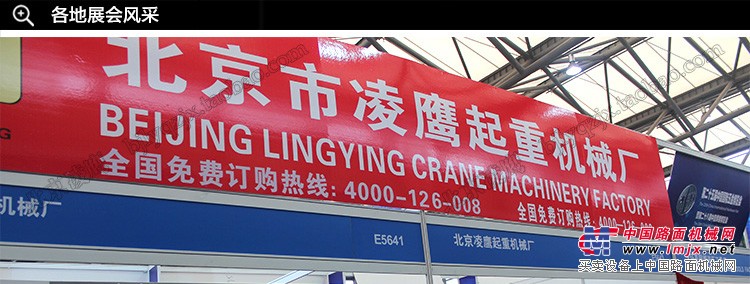 各地展会风采
北京市凌鹰起重机械厂
BEIJING LINGYING CRANE MACHINERY FACTORY
全国免费订购热线: 4000-126-008
全国免费订购热线: 4000-126-008
机械厂
E5641
北京凌鹰起重机械厂
中国路面机械网
www.lmjx.net
买卖设备上中国路面机械网